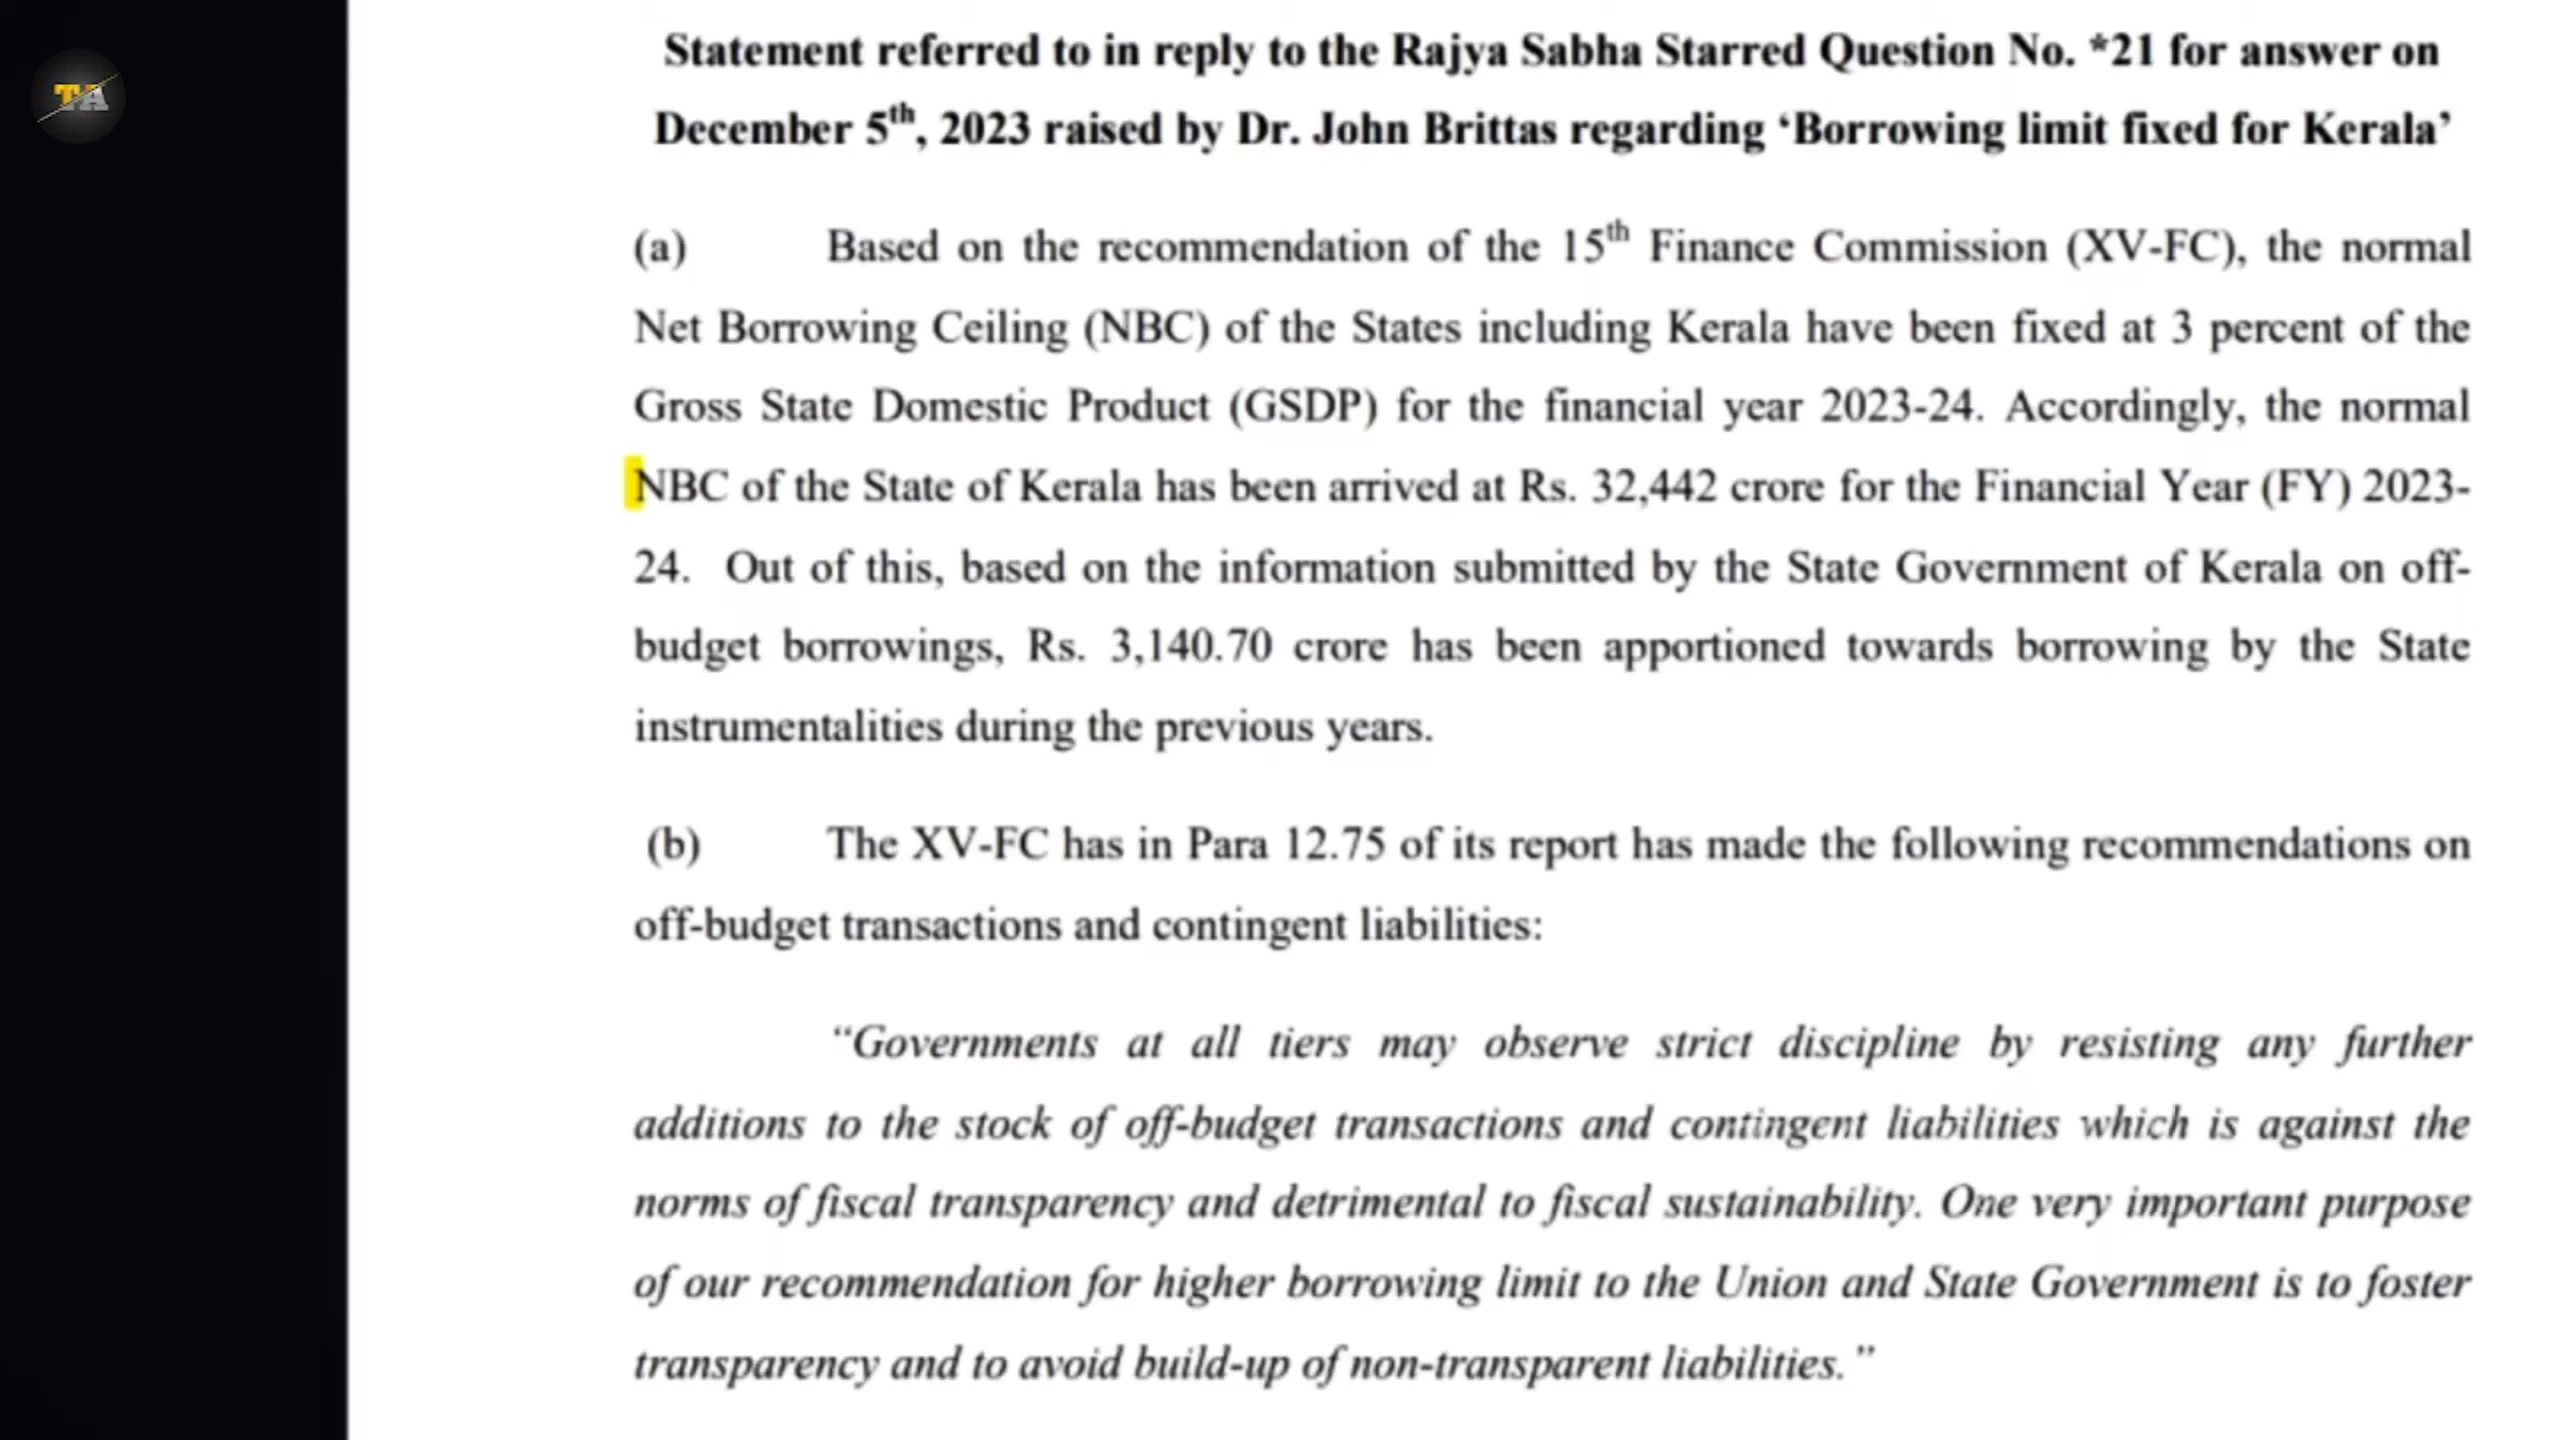 TA
Statement referred to in reply to the Rajya Sabha Starred Question No. *21 for answer on
December 5th, 2023 raised by Dr. John Brittas regarding ‘Borrowing limit fixed for Kerala’
(a) Based on the recommendation of the 15th Finance Commission (XV-FC), the normal
Net Borrowing Ceiling (NBC) of the States including Kerala have been fixed at 3 percent of the
Gross State Domestic Product (GSDP) for the financial year 2023-24. Accordingly, the normal
NBC of the State of Kerala has been arrived at Rs. 32,442 crore for the Financial Year (FY) 2023-
24. Out of this, based on the information submitted by the State Government of Kerala on off-
budget borrowings, Rs. 3,140.70 crore has been apportioned towards borrowing by the State
instrumentalities during the previous years.
(b) The XV-FC has in Para 12.75 of its report has made the following recommendations on
off-budget transactions and contingent liabilities:
“Governments at all tiers may observe strict discipline by resisting any further
additions to the stock of off-budget transactions and contingent liabilities which is against the
norms of fiscal transparency and detrimental to fiscal sustainability. One very important purpose
of our recommendation for higher borrowing limit to the Union and State Government is to foster
transparency and to avoid build-up of non-transparent liabilities.”